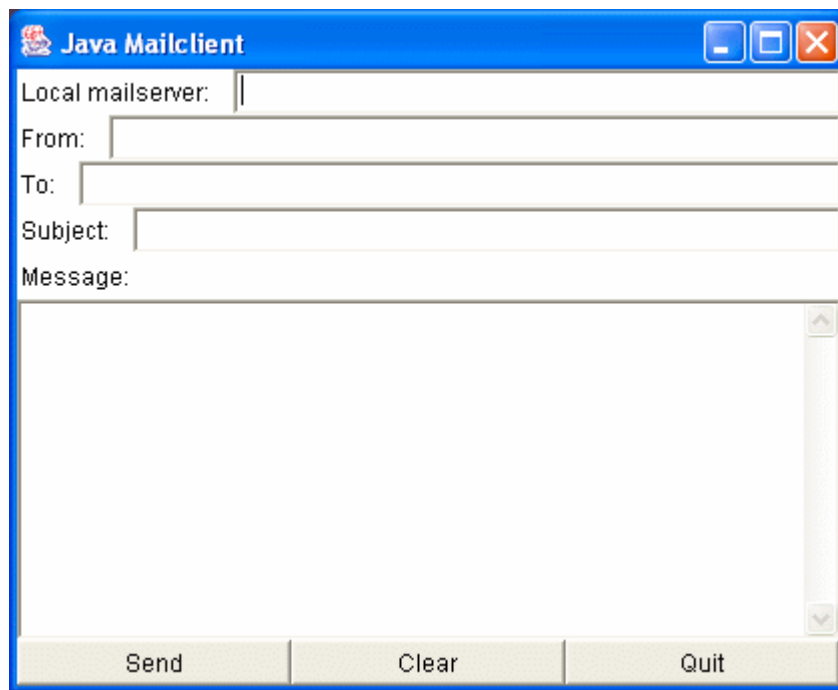 Java Mailclient
Local mailserver:
From:
To:
Subject:
Message:
Send Clear Quit